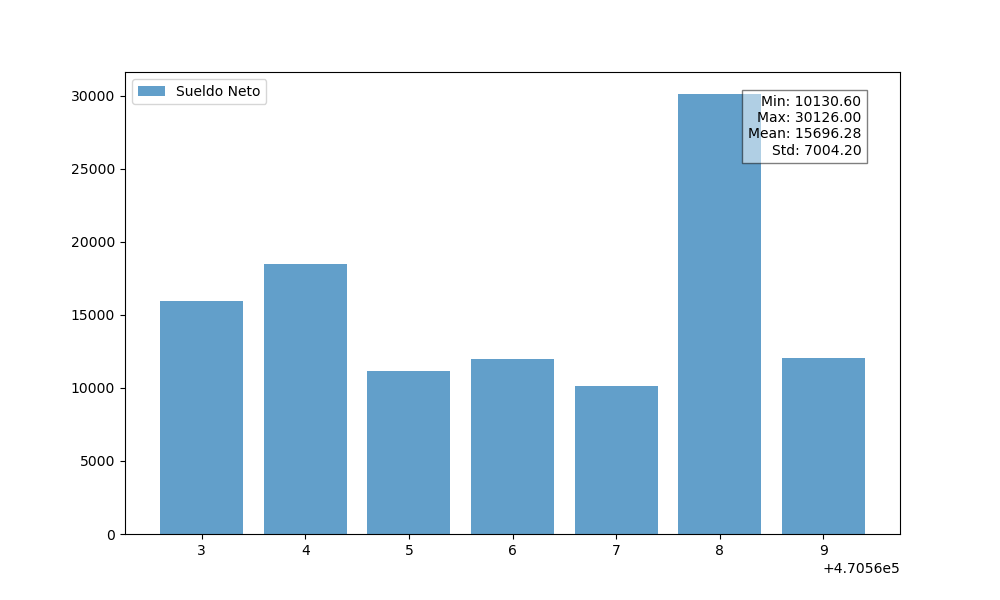 Sueldo Neto
Min: 10130.60
Max: 30126.00
Mean: 15696.28
Std: 7004.20
30000
25000
20000
15000
10000
5000
0
3 4 5 6 7 8 9
+4.7056e5